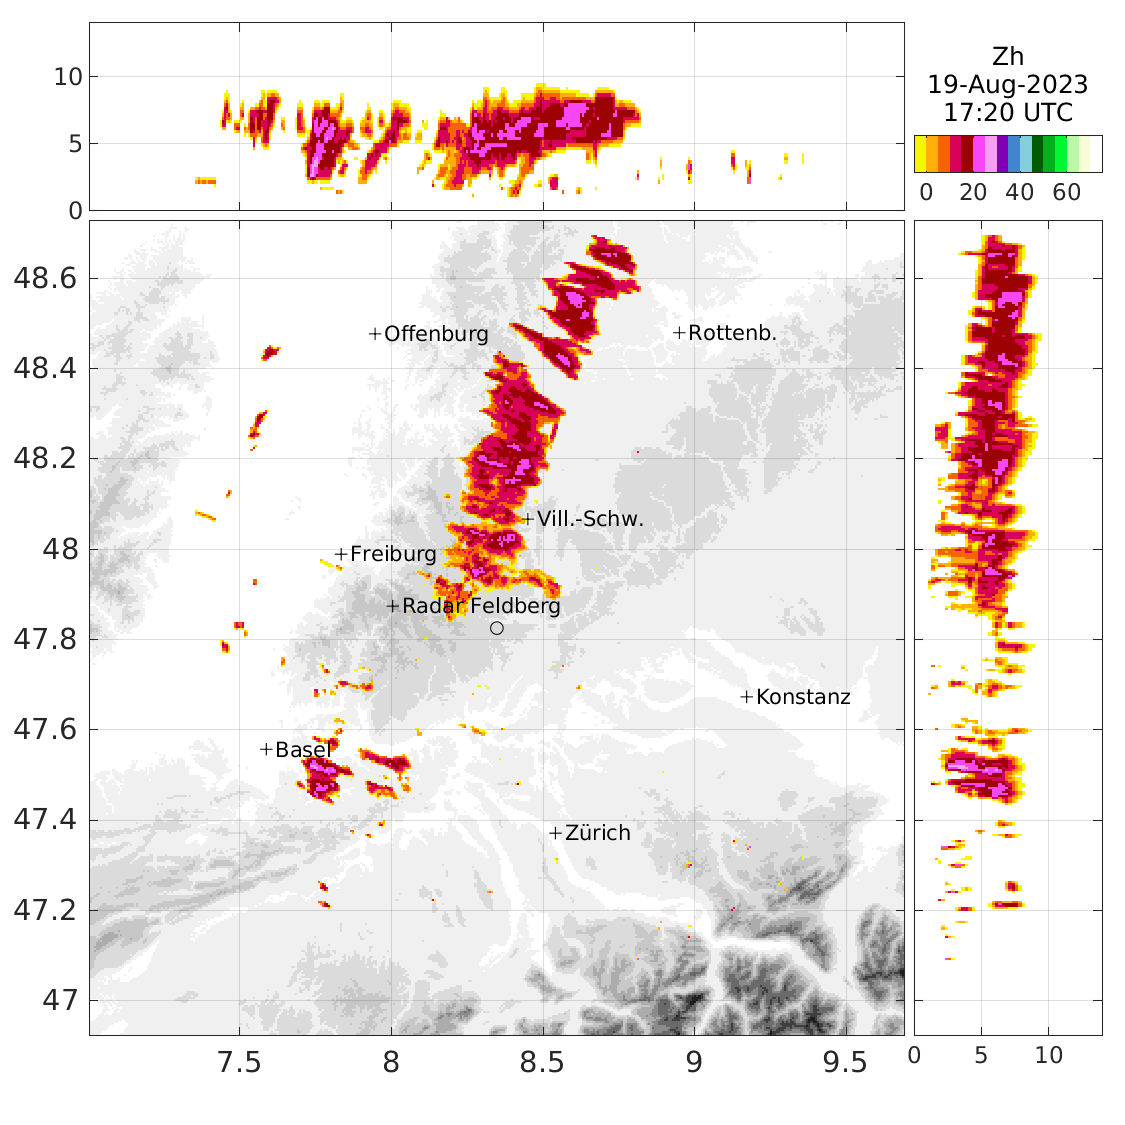 Zh
19-Aug-2023
17:20 UTC
0 20 40 60
10
5
0
48.6
48.4
48.2
48
47.8
47.6
47.4
47.2
47
Offenburg
Rottenb.
Vill.-Schw.
Freiburg
Radar Feldberg
Konstanz
Basel
Zürich
7.5 8 8.5 9 9.5
0 5 10